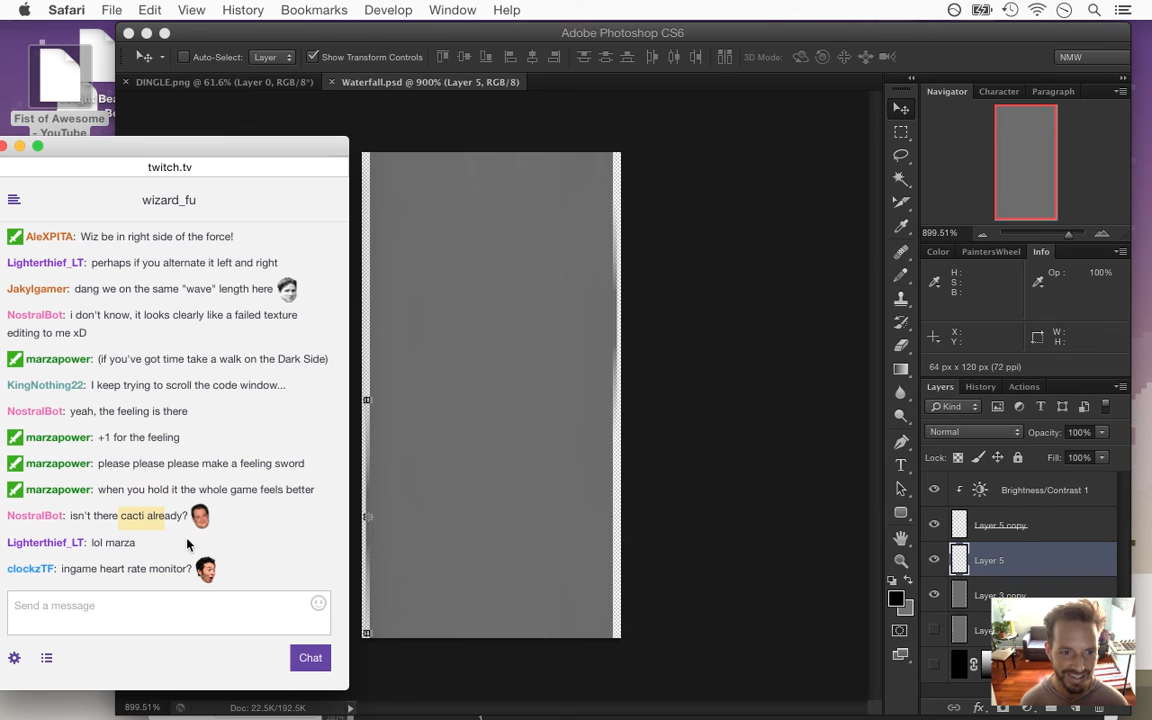 Safari File Edit View History Bookmarks Develop Window Help
Adobe Photoshop CS6
Auto-Select: Layer Show Transform Controls 3D Mode: NMW
DINGLE.png @ 61.6% (Layer 0, RGB/8*) Waterfall.psd @ 900% (Layer 5, RGB/8)
Fist of Awesome
- YouTube
twitch.tv
wizard_fu
AleXPITA: Wiz be in right side of the force!
Lighterthief_LT: perhaps if you alternate it left and right
Jakylgamer: dang we on the same "wave" length here
NostralBot: i don't know, it looks clearly like a failed texture
editing to me xD
marzapower: (if you've got time take a walk on the Dark Side)
KingNothing22: I keep trying to scroll the code window...
NostralBot: yeah, the feeling is there
marzapower: +1 for the feeling
marzapower: please please please make a feeling sword
marzapower: when you hold it the whole game feels better
NostralBot: isn't there cacti already?
Lighterthief_LT: lol marza
clockzTF: ingame heart rate monitor?
Send a message
Chat
899.51% Doc: 22.5K/192.5K
Navigator Character Paragraph
899.51%
Color PaintersWheel Info
H: Op: 100%
S:
B:
X: W:
Y: H:
64 px x 120 px (72 ppi)
Layers History Actions
Kind
Normal Opacity: 100%
Lock: Fill: 100%
Brightness/Contrast 1
Layer 5 copy
Layer 5
Layer 3 copy